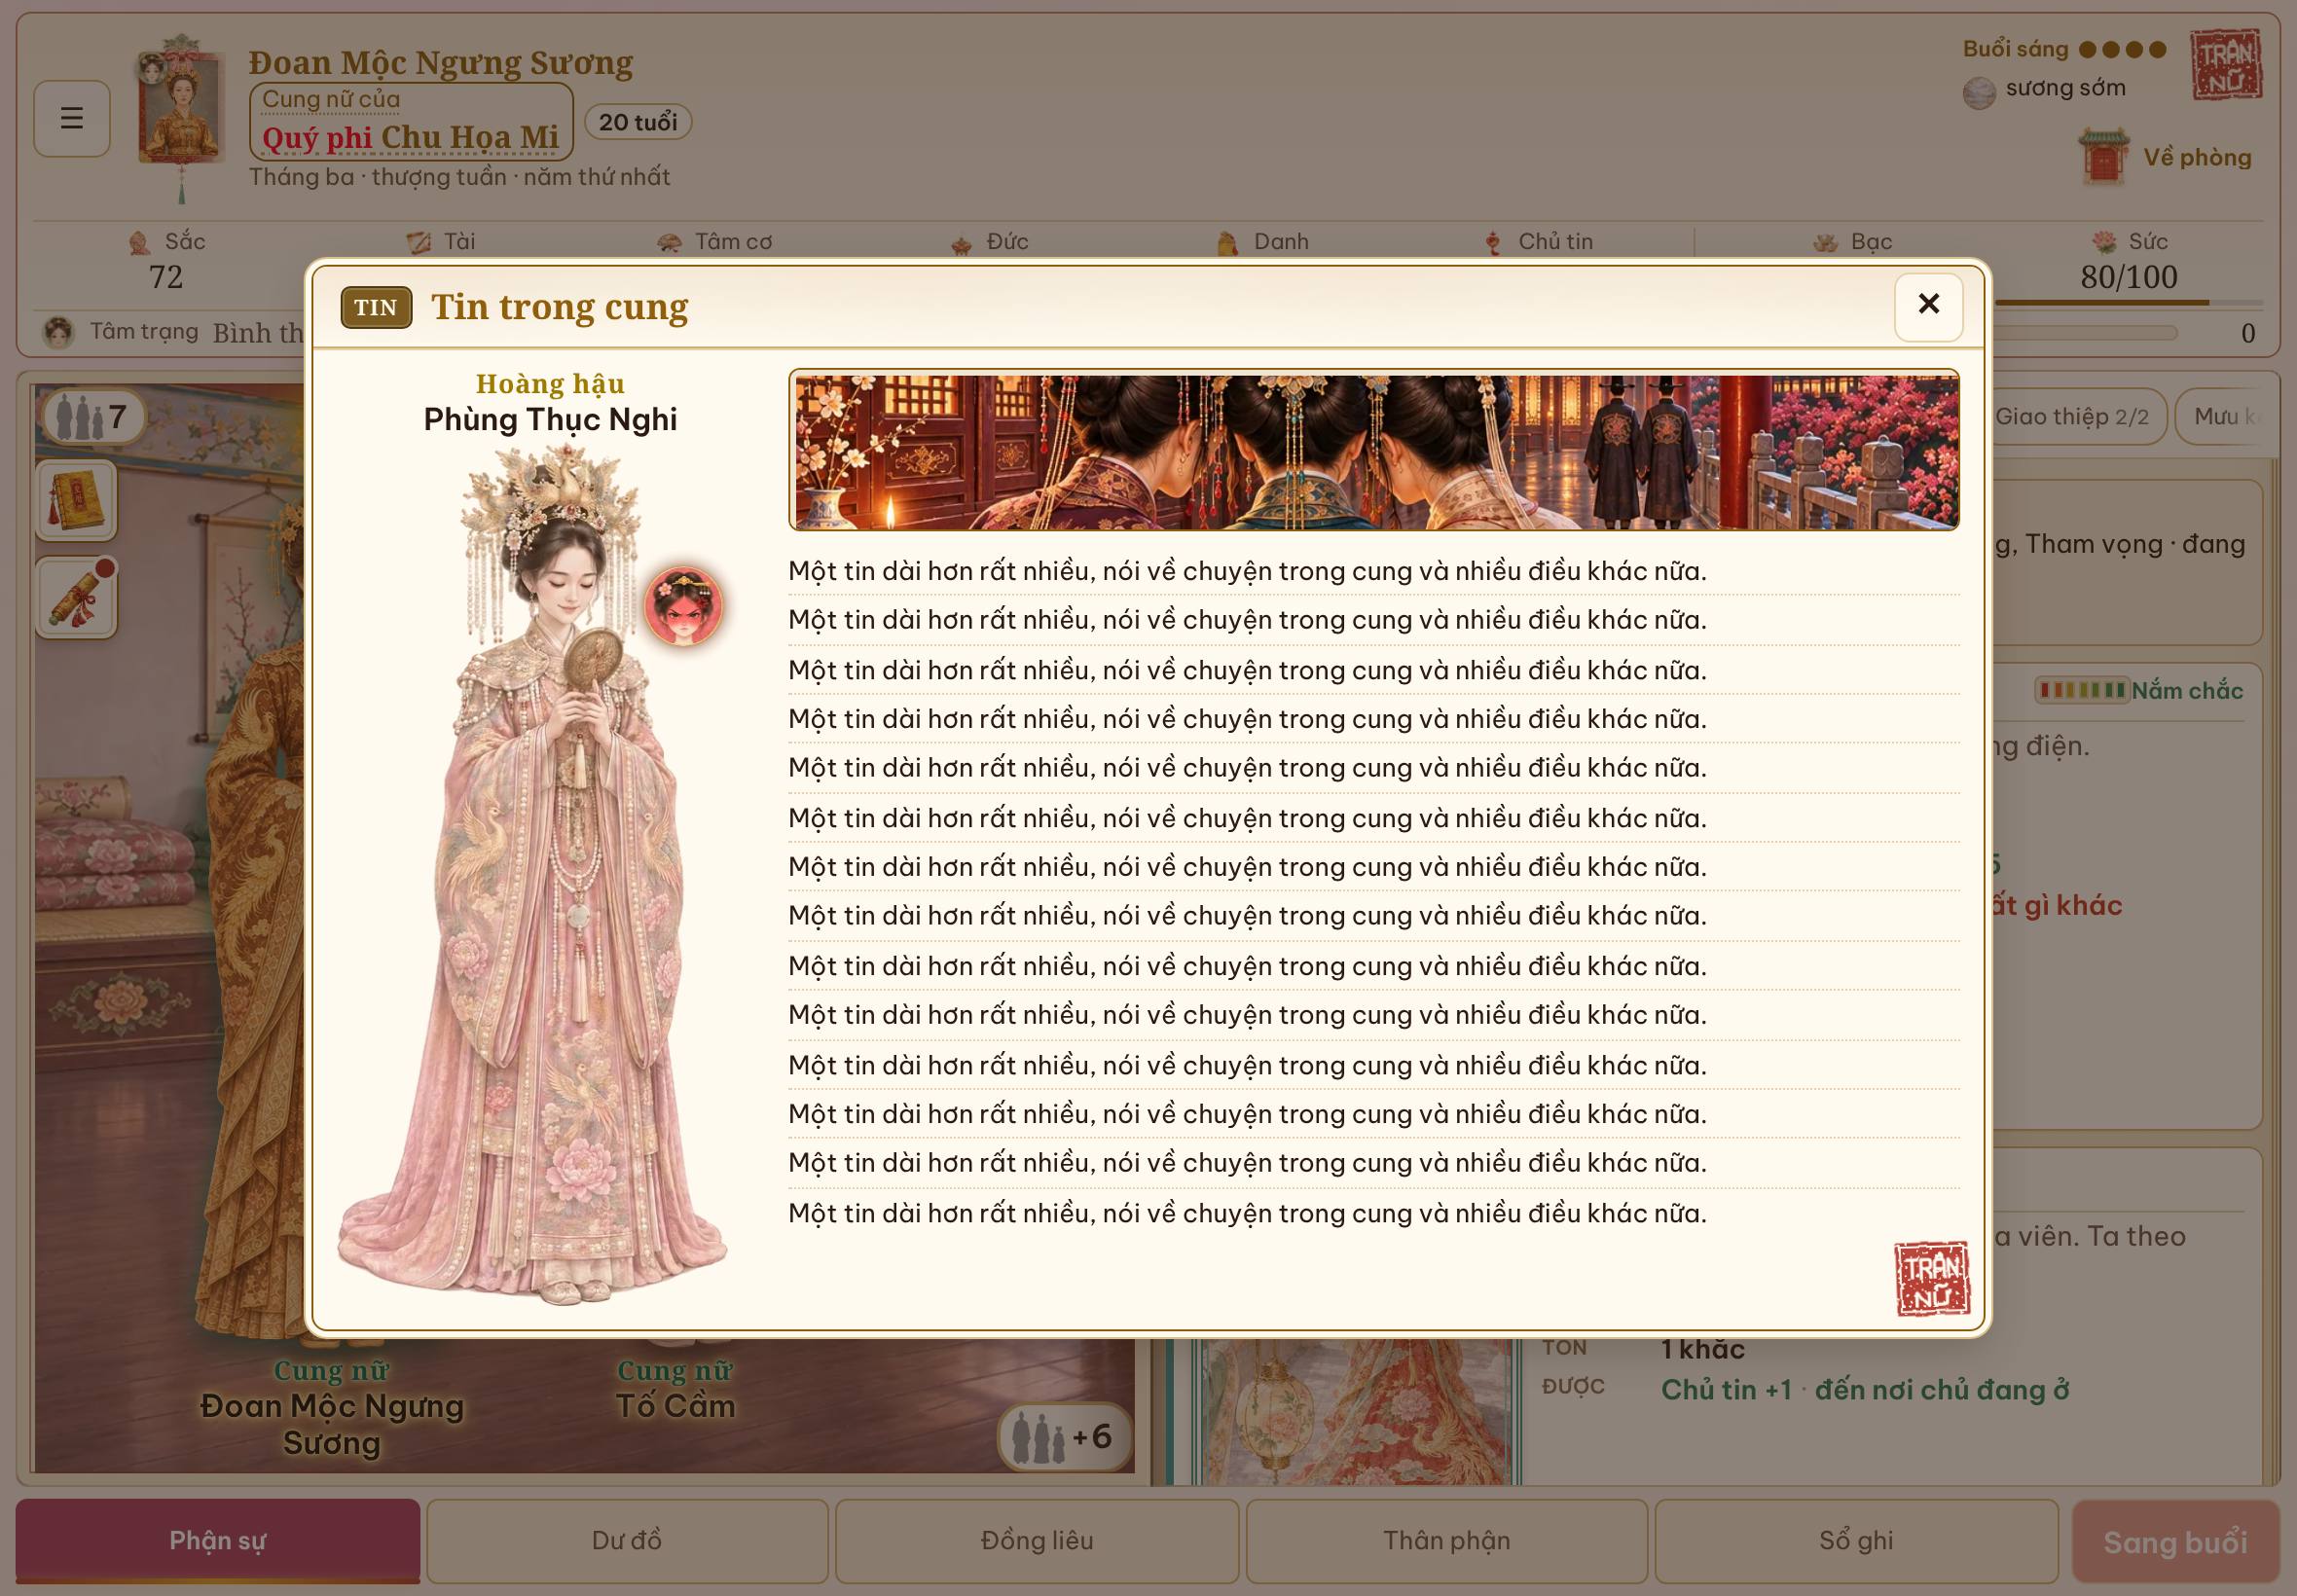 Đoan Mộc Ngưng Sương
Cung nữ của
Quý phi Chu Họa Mi
20 tuổi
Tháng ba · thượng tuần · năm thứ nhất
Buổi sáng
sương sớm
TRÂN NỮ
Về phòng
Sắc
Tài
Tâm cơ
Đức
Danh
Chủ tin
Bạc
Sức
72
80/100
Tâm trạng Bình th
0
TIN Tin trong cung
×
7
Giao thiệp 2/2
Mưu k
Hoàng hậu
Phùng Thục Nghi
Một tin dài hơn rất nhiều, nói về chuyện trong cung và nhiều điều khác nữa.
Một tin dài hơn rất nhiều, nói về chuyện trong cung và nhiều điều khác nữa.
Một tin dài hơn rất nhiều, nói về chuyện trong cung và nhiều điều khác nữa.
Một tin dài hơn rất nhiều, nói về chuyện trong cung và nhiều điều khác nữa.
Một tin dài hơn rất nhiều, nói về chuyện trong cung và nhiều điều khác nữa.
Một tin dài hơn rất nhiều, nói về chuyện trong cung và nhiều điều khác nữa.
Một tin dài hơn rất nhiều, nói về chuyện trong cung và nhiều điều khác nữa.
Một tin dài hơn rất nhiều, nói về chuyện trong cung và nhiều điều khác nữa.
Một tin dài hơn rất nhiều, nói về chuyện trong cung và nhiều điều khác nữa.
Một tin dài hơn rất nhiều, nói về chuyện trong cung và nhiều điều khác nữa.
Một tin dài hơn rất nhiều, nói về chuyện trong cung và nhiều điều khác nữa.
Một tin dài hơn rất nhiều, nói về chuyện trong cung và nhiều điều khác nữa.
Một tin dài hơn rất nhiều, nói về chuyện trong cung và nhiều điều khác nữa.
Một tin dài hơn rất nhiều, nói về chuyện trong cung và nhiều điều khác nữa.
TRÂN NỮ
g, Tham vọng · đang
Nắm chắc
ng điện.
ất gì khác
a viên. Ta theo
TỐN 1 khắc
ĐƯỢC Chủ tin +1 · đến nơi chủ đang ở
Cung nữ
Đoan Mộc Ngưng
Sương
Cung nữ
Tố Cầm
+6
Phận sự
Dư đồ
Đồng liêu
Thân phận
Sổ ghi
Sang buổi